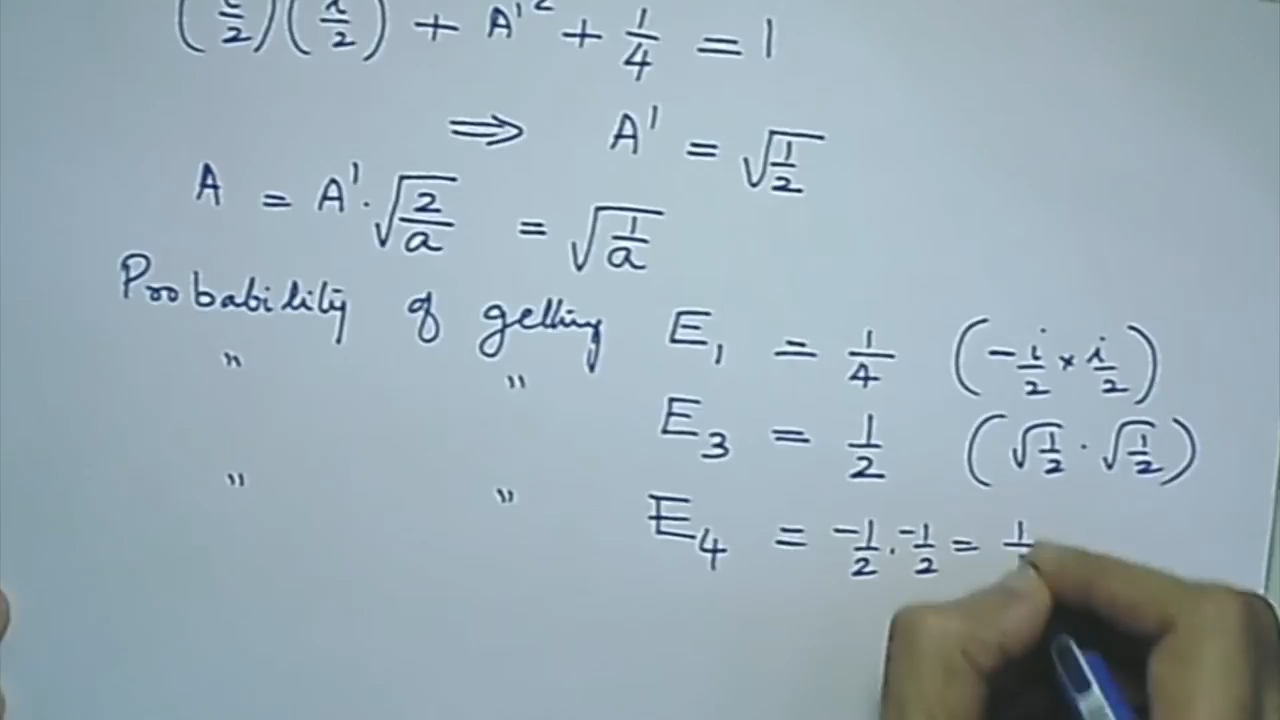 (i/2)(i/2) + A'² + 1/4 = 1
⇒ A' = √(1/2)
A = A'·√(2/a) = √(1/a)
Probability of getting E₁ = 1/4 (-i/2 × i/2)
" " E₃ = 1/2 (√(1/2) · √(1/2))
" " E₄ = -1/2 . -1/2 = 1